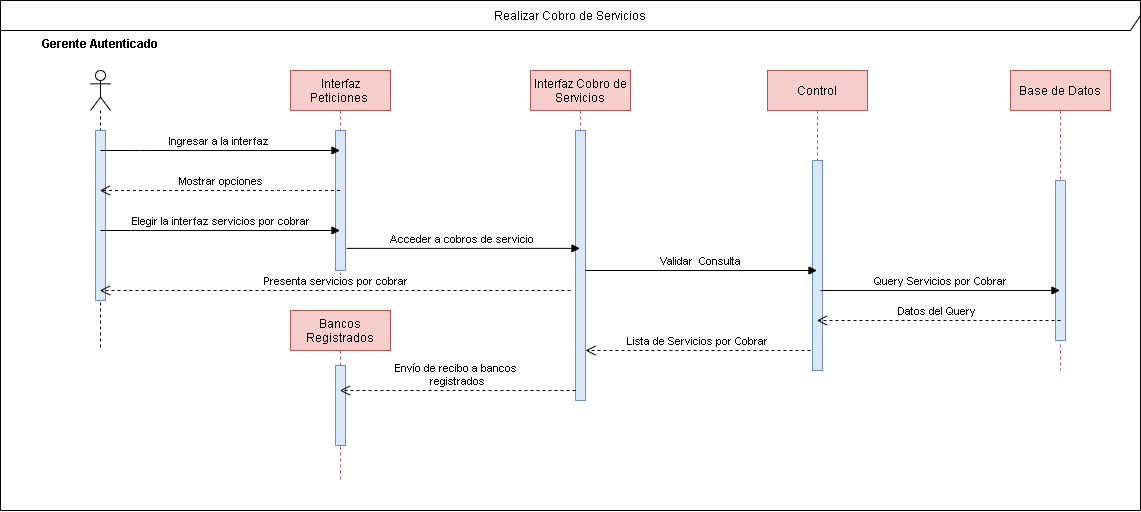 Realizar Cobro de Servicios
Gerente Autenticado
Interfaz
Peticiones
Interfaz Cobro de
Servicios
Control
Base de Datos
Ingresar a la interfaz
Mostrar opciones
Elegir la interfaz servicios por cobrar
Acceder a cobros de servicio
Validar Consulta
Presenta servicios por cobrar
Query Servicios por Cobrar
Datos del Query
Bancos
Registrados
Lista de Servicios por Cobrar
Envío de recibo a bancos
registrados